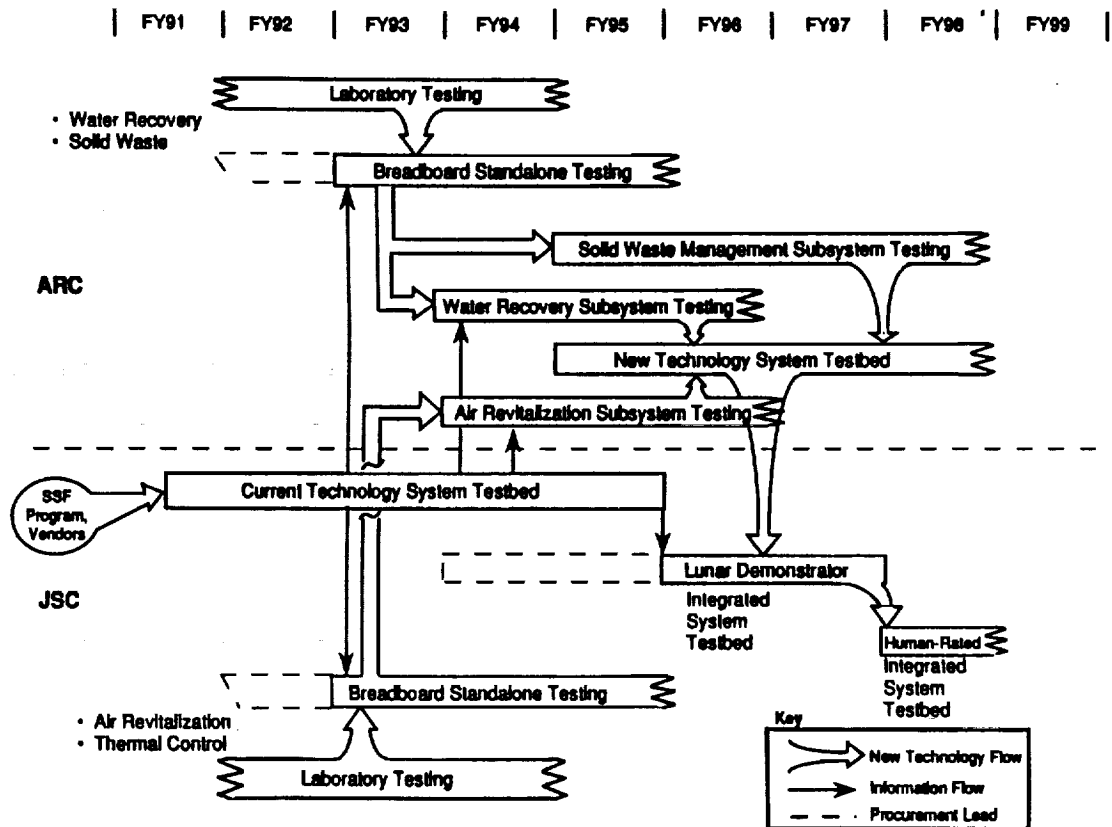 FY91 FY92 FY93 FY94 FY95 FY96 FY97 FY98 FY99
Laboratory Testing
• Water Recovery
• Solid Waste
Breadboard Standalone Testing
Solid Waste Management Subsystem Testing
ARC
Water Recovery Subsystem Testing
New Technology System Testbed
Air Revitalization Subsystem Testing
Current Technology System Testbed
SSF
Program,
Vendors
Lunar Demonstrator
Integrated
System
Testbed
JSC
Human-Rated
Integrated
System
Testbed
Breadboard Standalone Testing
• Air Revitalization
• Thermal Control
Laboratory Testing
Key
New Technology Flow
Information Flow
Procurement Lead